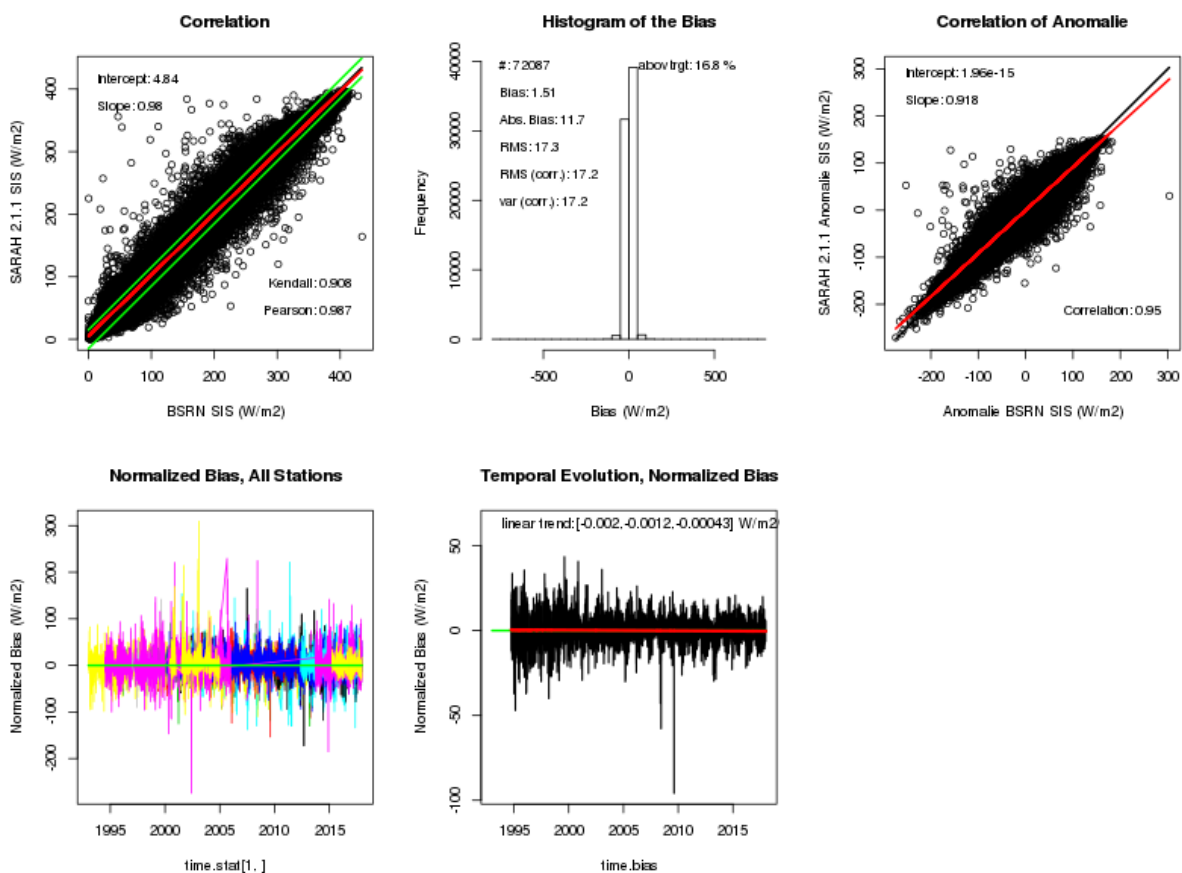 Correlation
Intercept: 4.84
Slope: 0.98
Kendall: 0.908
Pearson: 0.987
SARAH 2.1.1 SIS (W/m2)
400
300
200
100
0
0 100 200 300 400
BSRN SIS (W/m2)
Histogram of the Bias
#: 72087
abovtrgt: 16.8 %
Bias: 1.51
Abs. Bias: 11.7
RMS: 17.3
RMS (corr.): 17.2
var (corr.): 17.2
Frequency
40000
30000
20000
10000
0
-500 0 500
Bias (W/m2)
Correlation of Anomalie
Intercept: 1.96e-15
Slope: 0.918
Correlation: 0.95
SARAH 2.1.1 Anomalie SIS (W/m2)
300
200
100
0
-100
-200
-200 -100 0 100 200 300
Anomalie BSRN SIS (W/m2)
Normalized Bias, All Stations
Normalized Bias (W/m2)
300
200
100
0
-100
-200
1995 2000 2005 2010 2015
time.stat[1, ]
Temporal Evolution, Normalized Bias
linear trend: [-0.002,-0.0012,-0.00043] W/m2
Normalized Bias (W/m2)
50
0
-50
-100
1995 2000 2005 2010 2015
time.bias